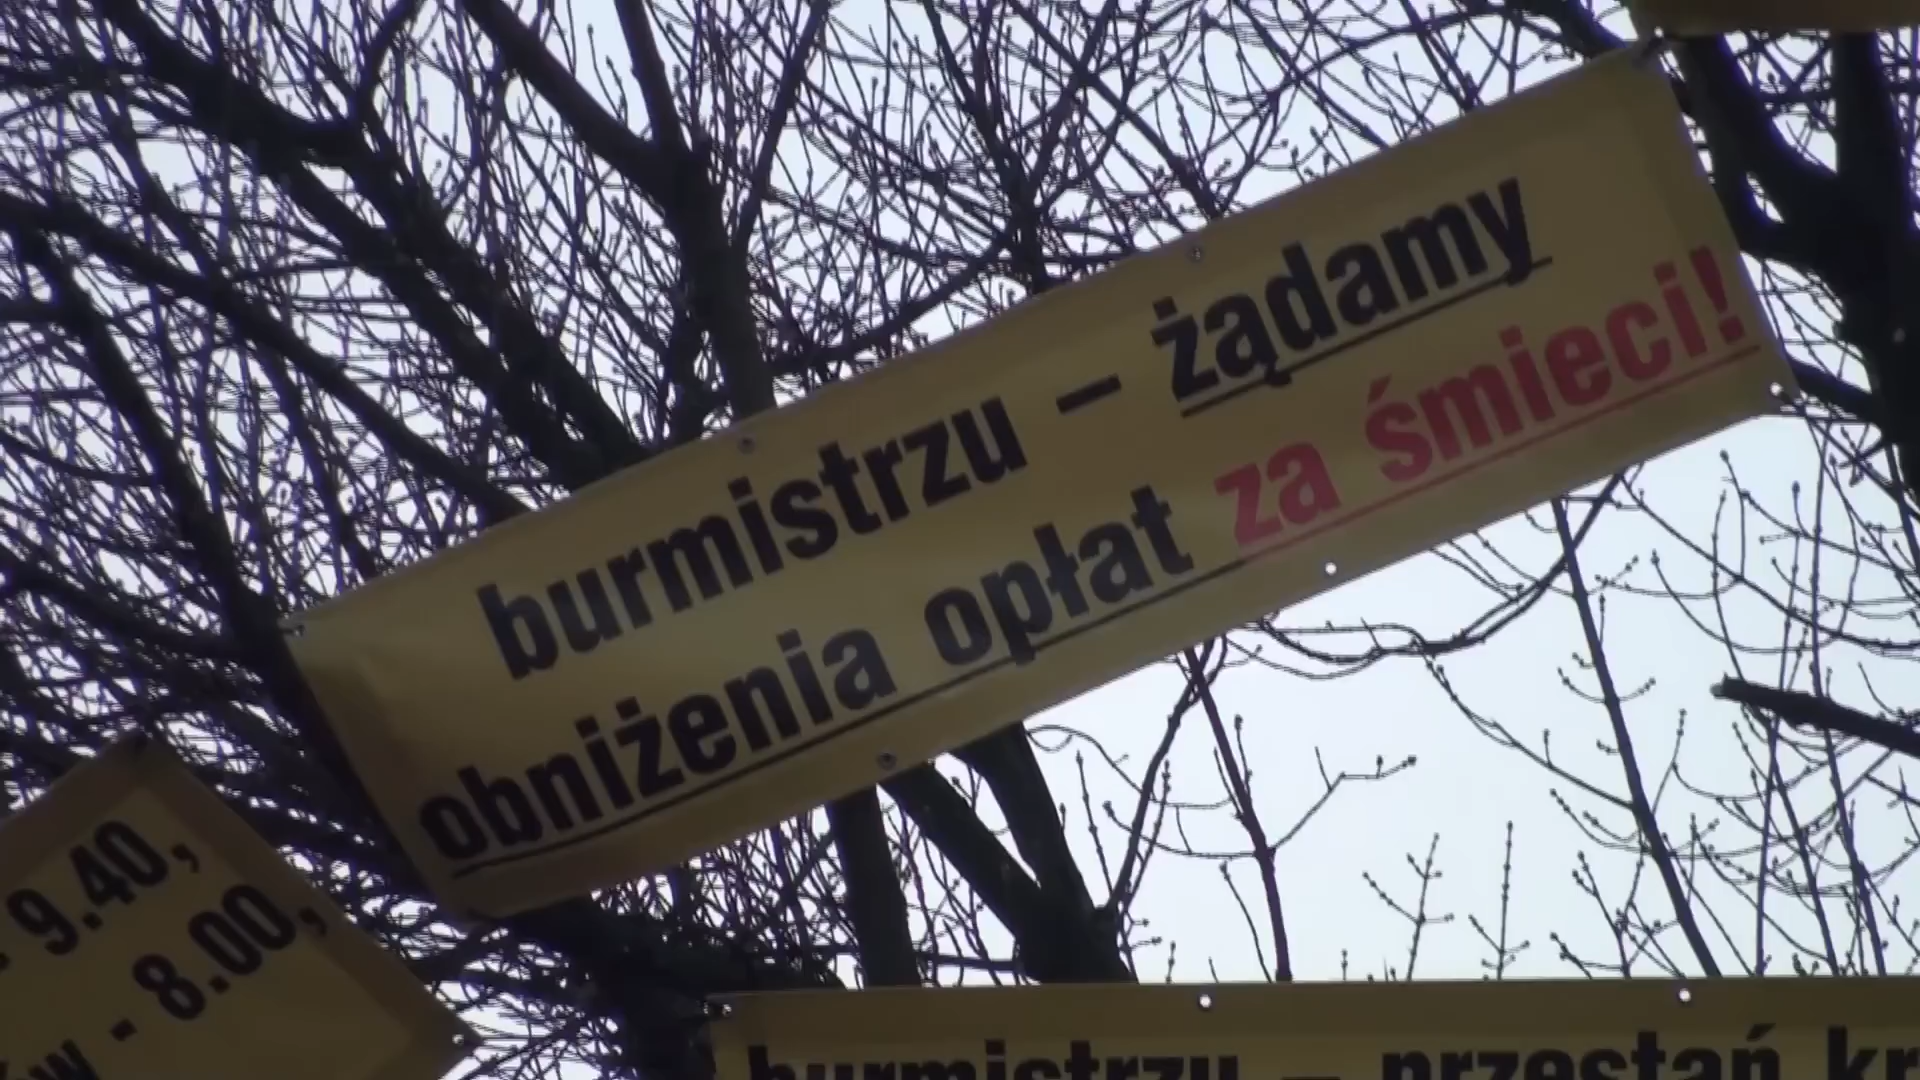 burmistrzu – żądamy
obniżenia opłat za śmieci!
- 9.40,
- 8.00,
burmistrzu – przestań